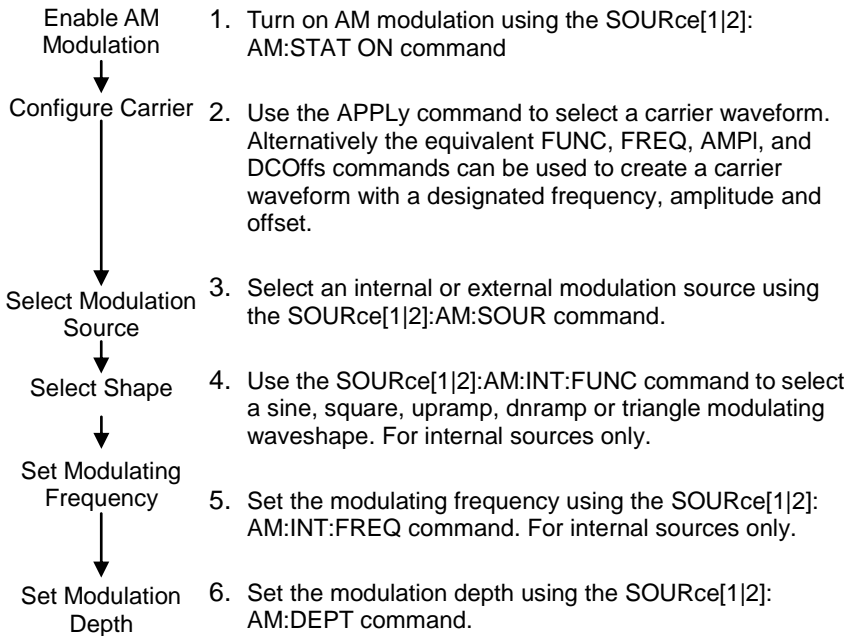 Enable AM
Modulation
1. Turn on AM modulation using the SOURce[1|2]:
AM:STAT ON command
Configure Carrier
2. Use the APPLy command to select a carrier waveform.
Alternatively the equivalent FUNC, FREQ, AMPl, and
DCOffs commands can be used to create a carrier
waveform with a designated frequency, amplitude and
offset.
Select Modulation
Source
3. Select an internal or external modulation source using
the SOURce[1|2]:AM:SOUR command.
Select Shape
4. Use the SOURce[1|2]:AM:INT:FUNC command to select
a sine, square, upramp, dnramp or triangle modulating
waveshape. For internal sources only.
Set Modulating
Frequency
5. Set the modulating frequency using the SOURce[1|2]:
AM:INT:FREQ command. For internal sources only.
Set Modulation
Depth
6. Set the modulation depth using the SOURce[1|2]:
AM:DEPT command.